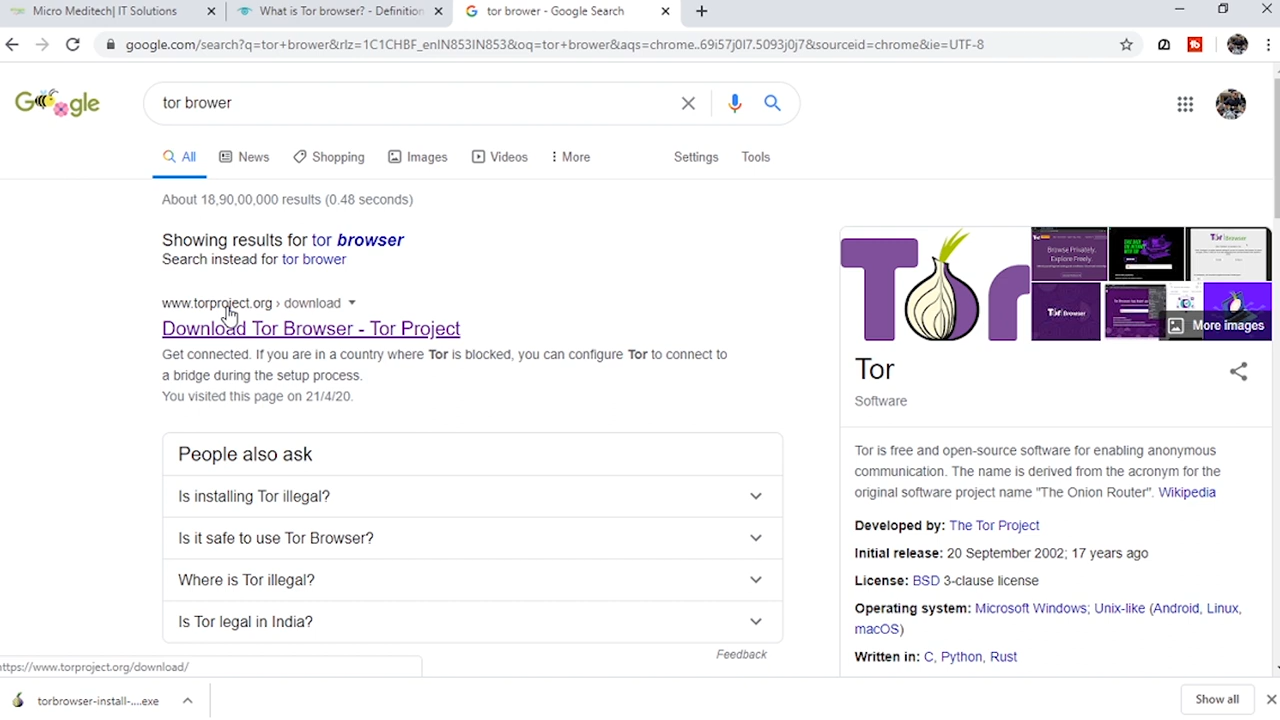 Micro Meditech| IT Solutions
What is Tor browser? - Definition
tor brower - Google Search
google.com/search?q=tor+brower&rlz=1C1CHBF_enIN853IN853&oq=tor+brower&aqs=chrome..69i57j0l7.5093j0j7&sourceid=chrome&ie=UTF-8
Google
tor brower
All
News
Shopping
Images
Videos
More
Settings
Tools
About 18,90,00,000 results (0.48 seconds)
Showing results for tor browser
Search instead for tor brower
www.torproject.org › download
Download Tor Browser - Tor Project
Get connected. If you are in a country where Tor is blocked, you can configure Tor to connect to
a bridge during the setup process.
You visited this page on 21/4/20.
People also ask
Is installing Tor illegal?
Is it safe to use Tor Browser?
Where is Tor illegal?
Is Tor legal in India?
Feedback
Tor
Browse Privately.
Explore Freely.
Tor Browser
Tor Browser
More images
Tor
Software
Tor is free and open-source software for enabling anonymous
communication. The name is derived from the acronym for the
original software project name "The Onion Router". Wikipedia
Developed by: The Tor Project
Initial release: 20 September 2002; 17 years ago
License: BSD 3-clause license
Operating system: Microsoft Windows; Unix-like (Android, Linux,
macOS)
Written in: C, Python, Rust
https://www.torproject.org/download/
torbrowser-install-....exe
Show all